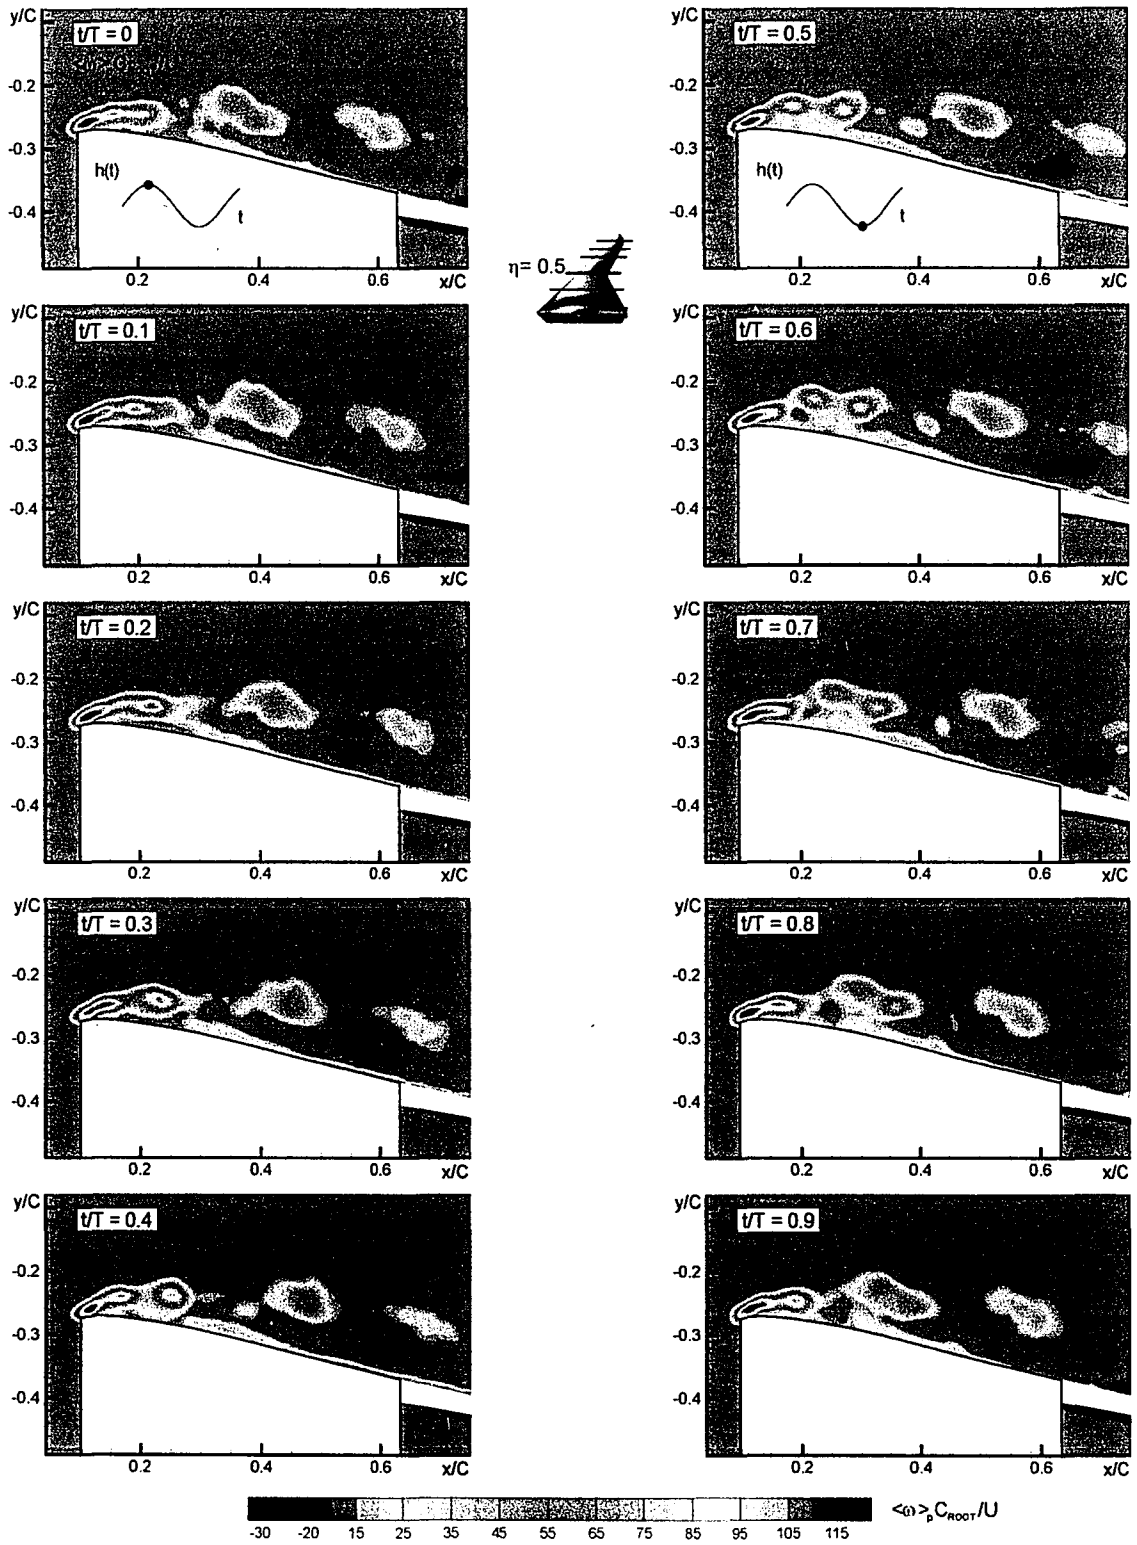 y/C
t/T = 0
-0.2
-0.3
h(t)
t
-0.4
0.2
0.4
0.6
x/C
y/C
t/T = 0.5
-0.2
-0.3
h(t)
t
-0.4
0.2
0.4
0.6
x/C
η = 0.5
y/C
t/T = 0.1
-0.2
-0.3
-0.4
0.2
0.4
0.6
x/C
y/C
t/T = 0.6
-0.2
-0.3
-0.4
0.2
0.4
0.6
x/C
y/C
t/T = 0.2
-0.2
-0.3
-0.4
0.2
0.4
0.6
x/C
y/C
t/T = 0.7
-0.2
-0.3
-0.4
0.2
0.4
0.6
x/C
y/C
t/T = 0.3
-0.2
-0.3
-0.4
0.2
0.4
0.6
x/C
y/C
t/T = 0.8
-0.2
-0.3
-0.4
0.2
0.4
0.6
x/C
y/C
t/T = 0.4
-0.2
-0.3
-0.4
0.2
0.4
0.6
x/C
y/C
t/T = 0.9
-0.2
-0.3
-0.4
0.2
0.4
0.6
x/C
-30 -20 15 25 35 45 55 65 75 85 95 105 115
<ω>p CROOT/U